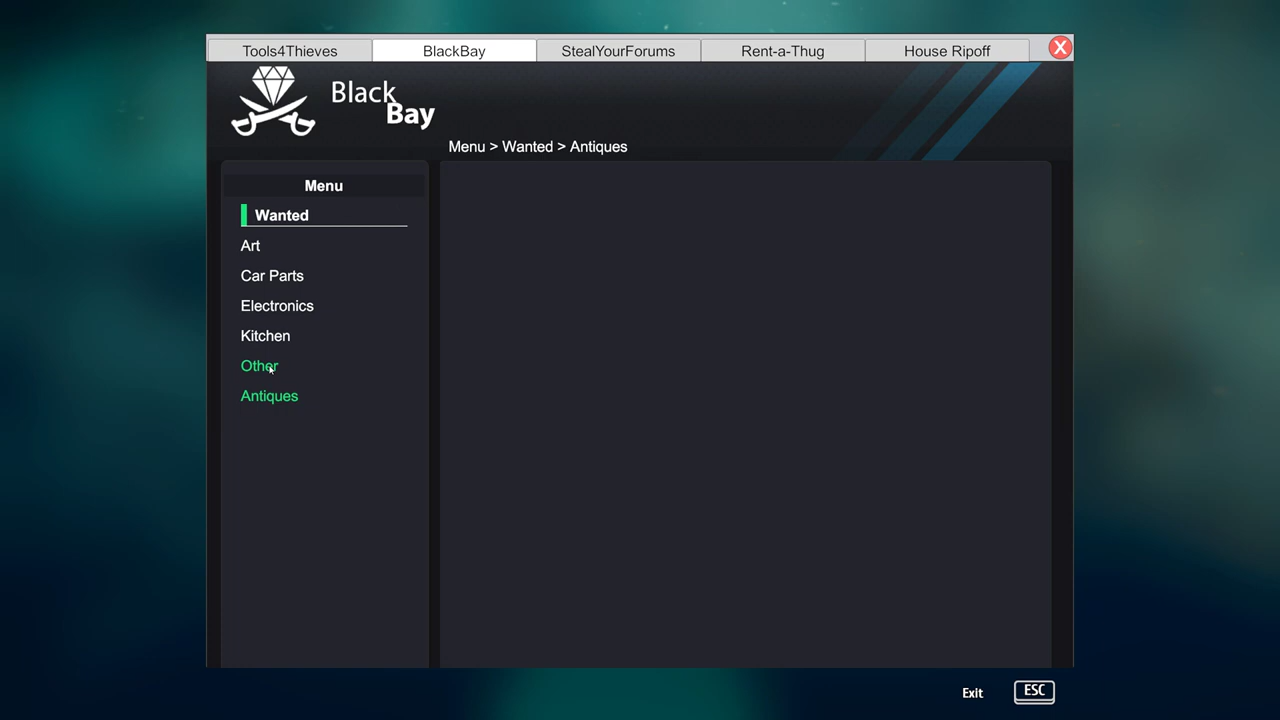 Tools4Thieves BlackBay StealYourForums Rent-a-Thug House Ripoff X
Black
Bay
Menu > Wanted > Antiques
Menu
Wanted
Art
Car Parts
Electronics
Kitchen
Other
Antiques
Exit ESC